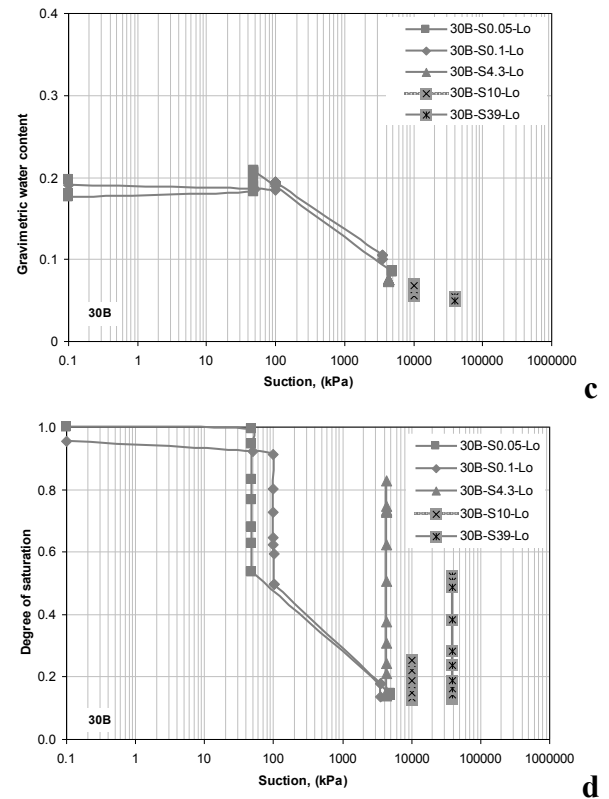 0.4
0.3
0.2
0.1
0
Gravimetric water content
30B-S0.05-Lo
30B-S0.1-Lo
30B-S4.3-Lo
30B-S10-Lo
30B-S39-Lo
30B
0.1 1 10 100 1000 10000 100000 1000000
Suction, (kPa)
c
1.0
0.8
0.6
0.4
0.2
0.0
Degree of saturation
30B-S0.05-Lo
30B-S0.1-Lo
30B-S4.3-Lo
30B-S10-Lo
30B-S39-Lo
30B
0.1 1 10 100 1000 10000 100000 1000000
Suction, (kPa)
d